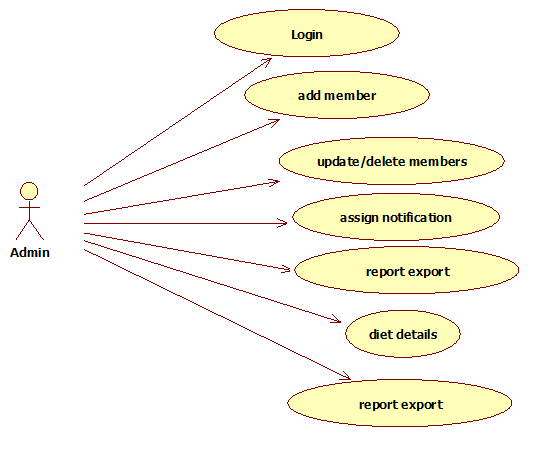 Login
add member
update/delete members
assign notification
Admin
report export
diet details
report export